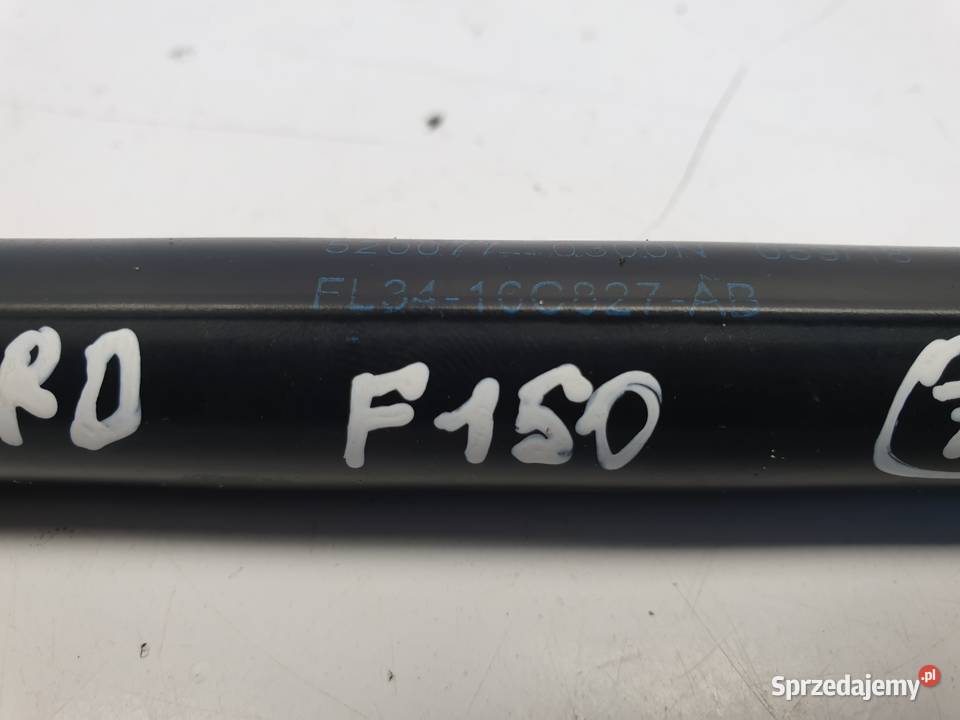 FL34-16C827-AB
RD F150
Sprzedajemy.pl